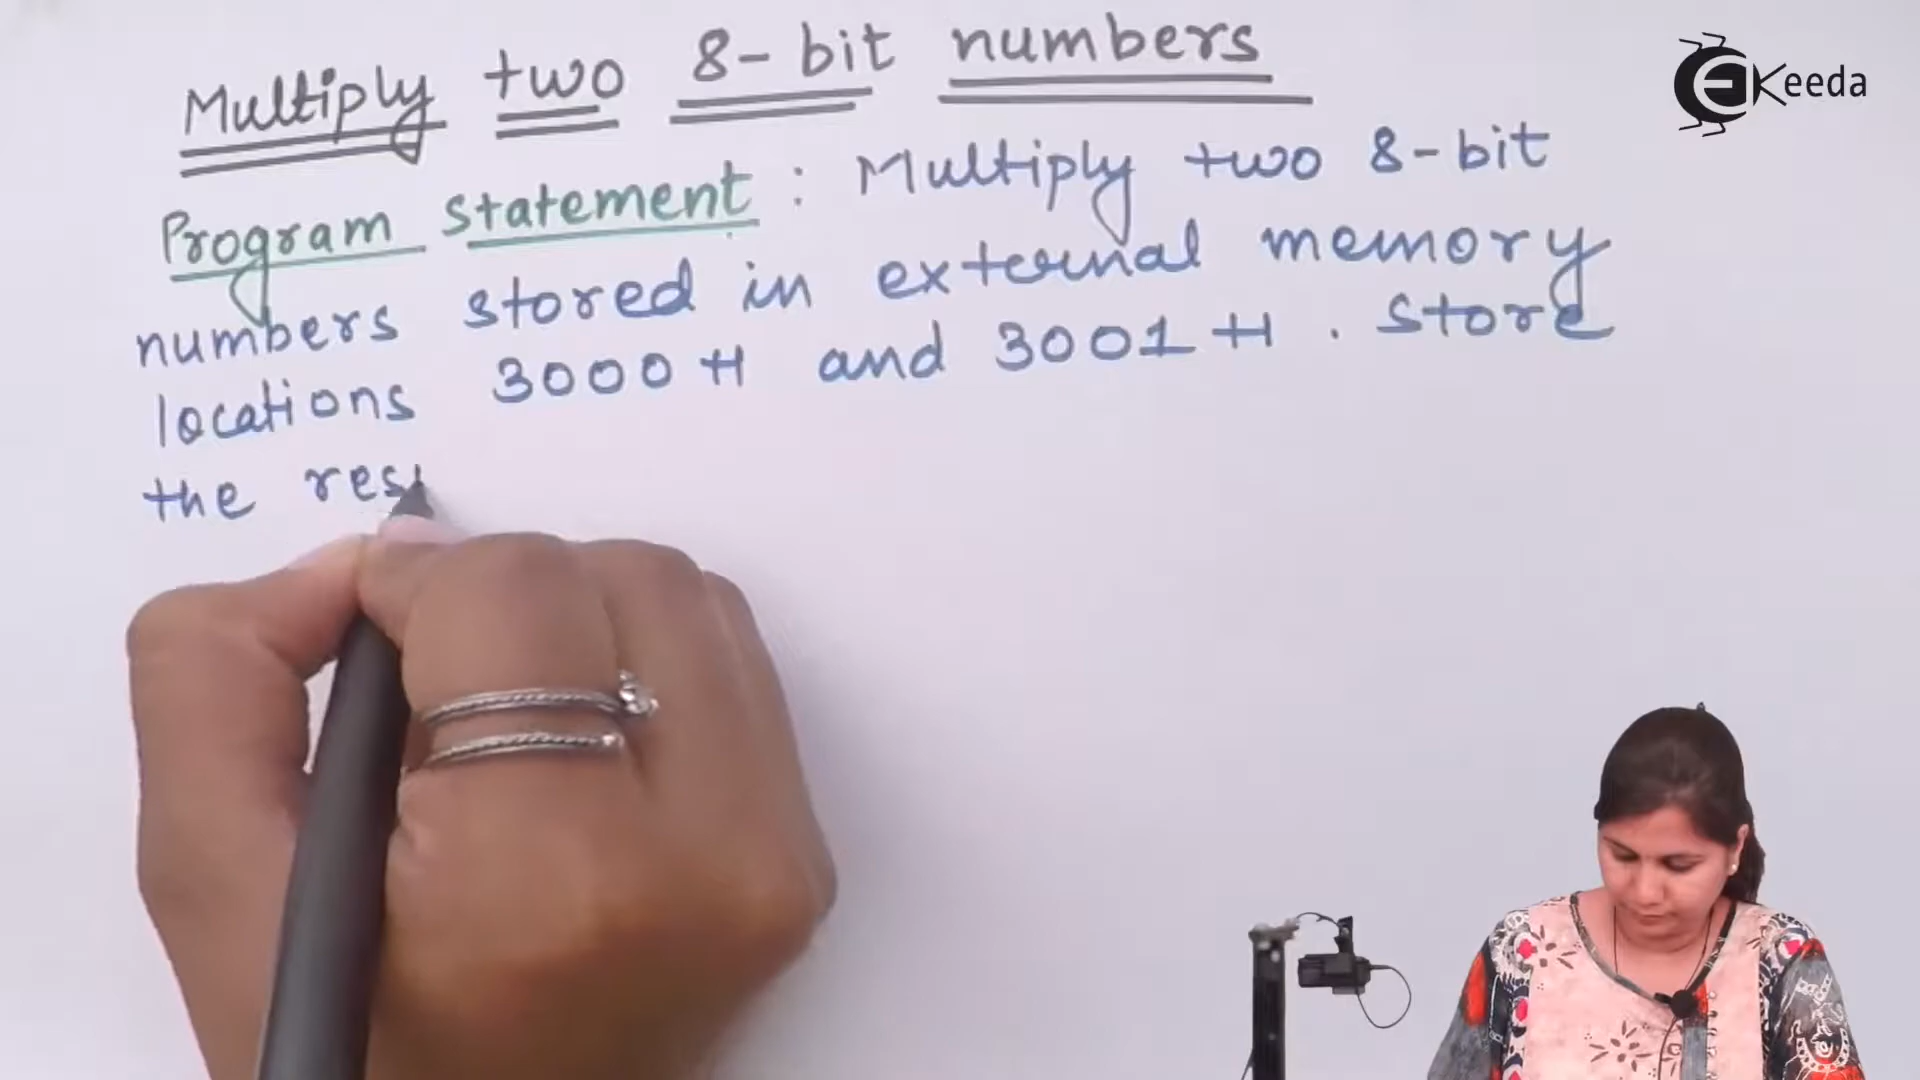 Multiply two 8-bit numbers
Program statement : Multiply two 8-bit
numbers stored in external memory
locations 3000H and 3001H. Store
the res
EKeeda